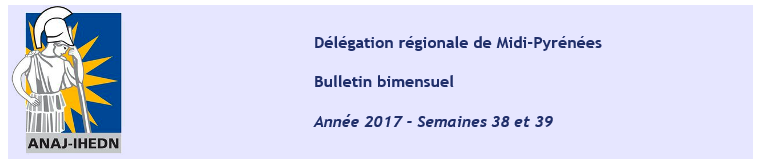 Délégation régionale de Midi-Pyrénées
Bulletin bimensuel
Année 2017 - Semaines 38 et 39
ANAJ-IHEDN